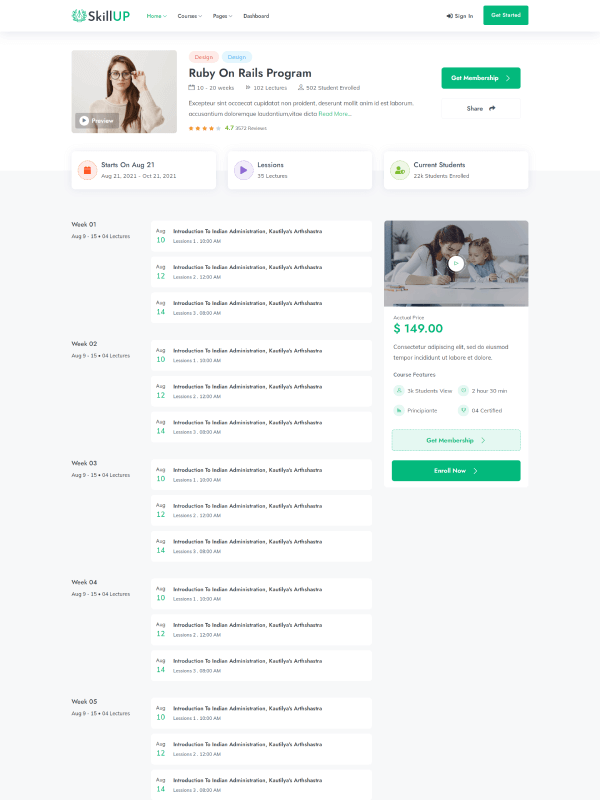 SkillUP
Home
Courses
Pages
Dashboard
Sign In
Get Started
Preview
Design
Design
Ruby On Rails Program
10 - 20 weeks
102 Lectures
502 Student Enrolled
Excepteur sint occaecat cupidatat non proident, deserunt mollit anim id est laborum.
accusantium doloremque laudantium,vitae dicta Read More...
4.7 3572 Reviews
Get Membership
Share
Starts On Aug 21
Aug 21, 2021 - Oct 21, 2021
Lessions
35 Lectures
Current Students
22k Students Enrolled
Week 01
Aug 9 - 15 • 04 Lectures
Aug
10
Introduction To Indian Administration, Kautilya's Arthshastra
Lessions 1 . 10:00 AM
Aug
12
Introduction To Indian Administration, Kautilya's Arthshastra
Lessions 2 . 12:00 AM
Aug
14
Introduction To Indian Administration, Kautilya's Arthshastra
Lessions 3 . 08:00 AM
Week 02
Aug 9 - 15 • 04 Lectures
Aug
10
Introduction To Indian Administration, Kautilya's Arthshastra
Lessions 1 . 10:00 AM
Aug
12
Introduction To Indian Administration, Kautilya's Arthshastra
Lessions 2 . 12:00 AM
Aug
14
Introduction To Indian Administration, Kautilya's Arthshastra
Lessions 3 . 08:00 AM
Week 03
Aug 9 - 15 • 04 Lectures
Aug
10
Introduction To Indian Administration, Kautilya's Arthshastra
Lessions 1 . 10:00 AM
Aug
12
Introduction To Indian Administration, Kautilya's Arthshastra
Lessions 2 . 12:00 AM
Aug
14
Introduction To Indian Administration, Kautilya's Arthshastra
Lessions 3 . 08:00 AM
Week 04
Aug 9 - 15 • 04 Lectures
Aug
10
Introduction To Indian Administration, Kautilya's Arthshastra
Lessions 1 . 10:00 AM
Aug
12
Introduction To Indian Administration, Kautilya's Arthshastra
Lessions 2 . 12:00 AM
Aug
14
Introduction To Indian Administration, Kautilya's Arthshastra
Lessions 3 . 08:00 AM
Week 05
Aug 9 - 15 • 04 Lectures
Aug
10
Introduction To Indian Administration, Kautilya's Arthshastra
Lessions 1 . 10:00 AM
Aug
12
Introduction To Indian Administration, Kautilya's Arthshastra
Lessions 2 . 12:00 AM
Aug
14
Introduction To Indian Administration, Kautilya's Arthshastra
Lessions 3 . 08:00 AM
Acctual Price
$ 149.00
Consectetur adipiscing elit, sed do eiusmod
tempor incididunt ut labore et dolore.
Course Features
3k Students View
2 hour 30 min
Principiante
04 Certified
Get Membership
Enroll Now